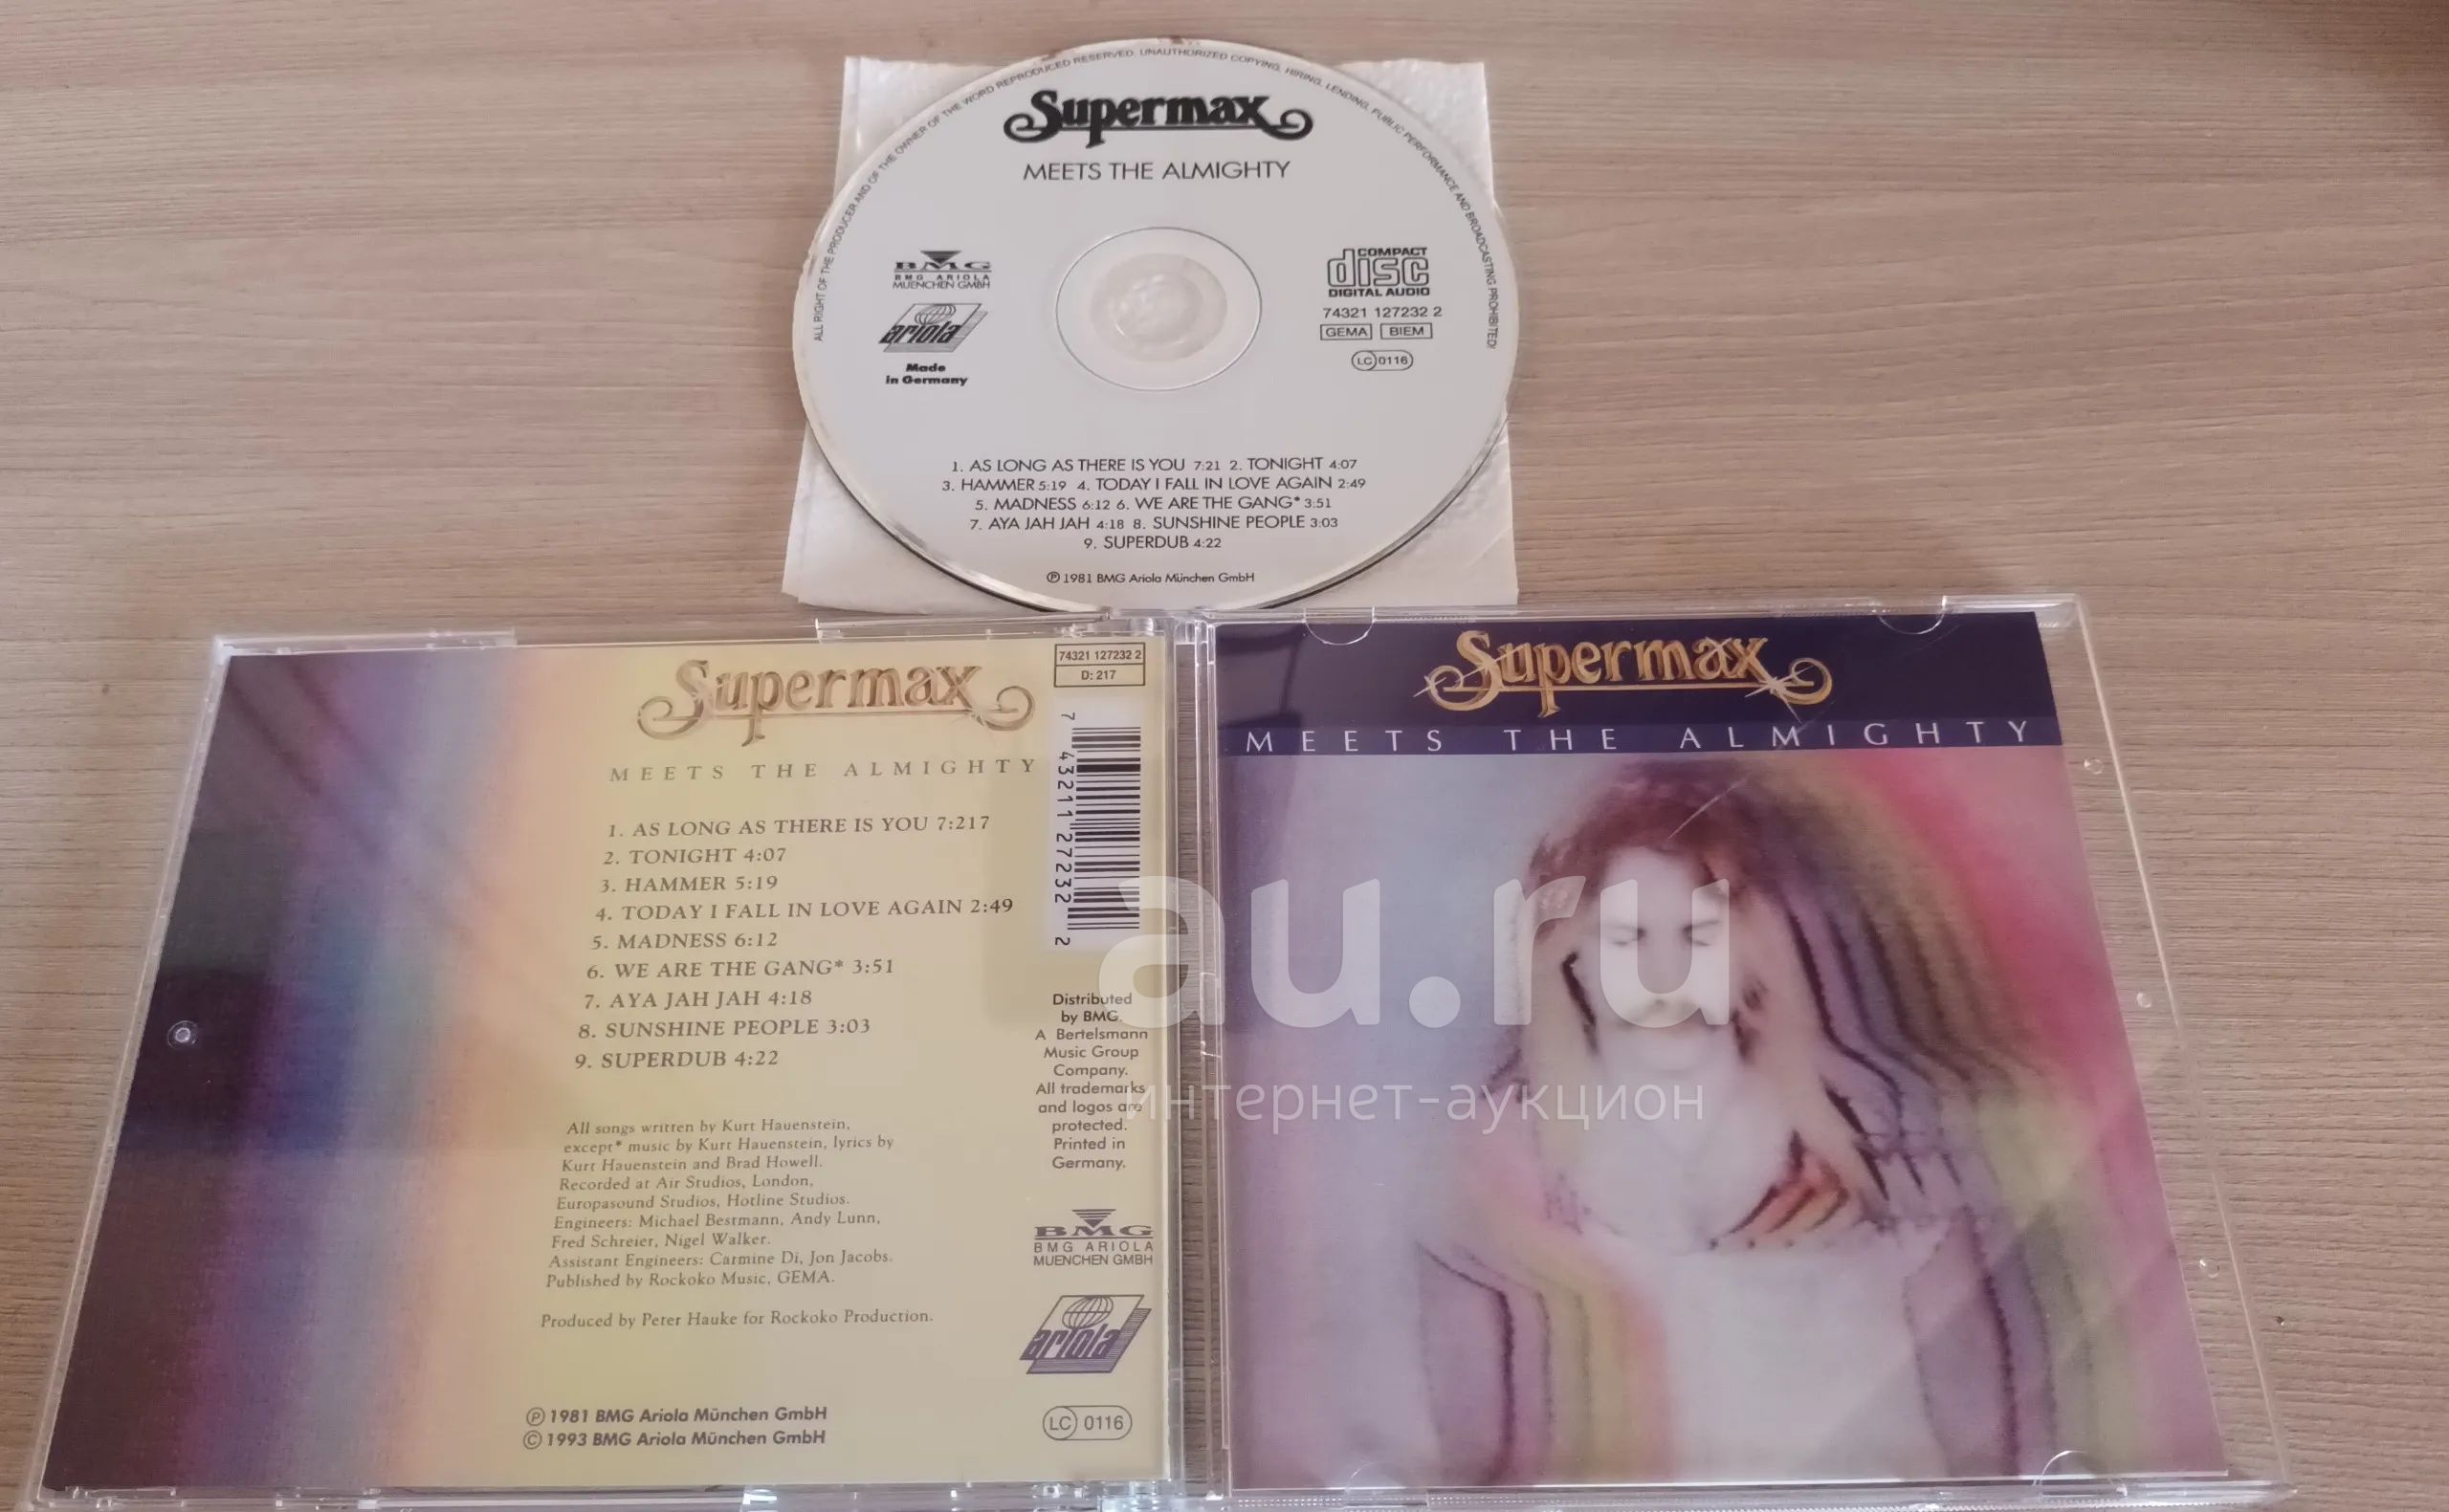 ALL RIGHT OF THE PRODUCER AND OF THE OWNER OF THE WORD REPRODUCED RESERVED. UNAUTHORIZED COPYING, HIRING, LENDING, PUBLIC PERFORMANCE AND BROADCASTING PROHIBITED!
Supermax
MEETS THE ALMIGHTY
BMG
BMG ARIOLA
MUENCHEN GMBH
ariola
Made
in Germany
COMPACT
disc
DIGITAL AUDIO
74321 127232 2
GEMA BIEM
LC 0116
1. AS LONG AS THERE IS YOU 7:21 2. TONIGHT 4:07
3. HAMMER 5:19 4. TODAY I FALL IN LOVE AGAIN 2:49
5. MADNESS 6:12 6. WE ARE THE GANG* 3:51
7. AYA JAH JAH 4:18 8. SUNSHINE PEOPLE 3:03
9. SUPERDUB 4:22
℗ 1981 BMG Ariola München GmbH
Supermax
MEETS THE ALMIGHTY
1. AS LONG AS THERE IS YOU 7:217
2. TONIGHT 4:07
3. HAMMER 5:19
4. TODAY I FALL IN LOVE AGAIN 2:49
5. MADNESS 6:12
6. WE ARE THE GANG* 3:51
7. AYA JAH JAH 4:18
8. SUNSHINE PEOPLE 3:03
9. SUPERDUB 4:22
All songs written by Kurt Hauenstein,
except* music by Kurt Hauenstein, lyrics by
Kurt Hauenstein and Brad Howell.
Recorded at Air Studios, London,
Europasound Studios, Hotline Studios.
Engineers: Michael Bestmann, Andy Lunn,
Fred Schreier, Nigel Walker.
Assistant Engineers: Carmine Di, Jon Jacobs.
Published by Rockoko Music, GEMA.
Produced by Peter Hauke for Rockoko Production.
℗ 1981 BMG Ariola München GmbH
© 1993 BMG Ariola München GmbH
74321 127232 2
D: 217
7 43211 27232 2
Distributed
by BMG.
A Bertelsmann
Music Group
Company.
All trademarks
and logos are
protected.
Printed in
Germany.
BMG
BMG ARIOLA
MUENCHEN GMBH
ariola
LC 0116
Supermax
MEETS THE ALMIGHTY
au.ru
интернет-аукцион